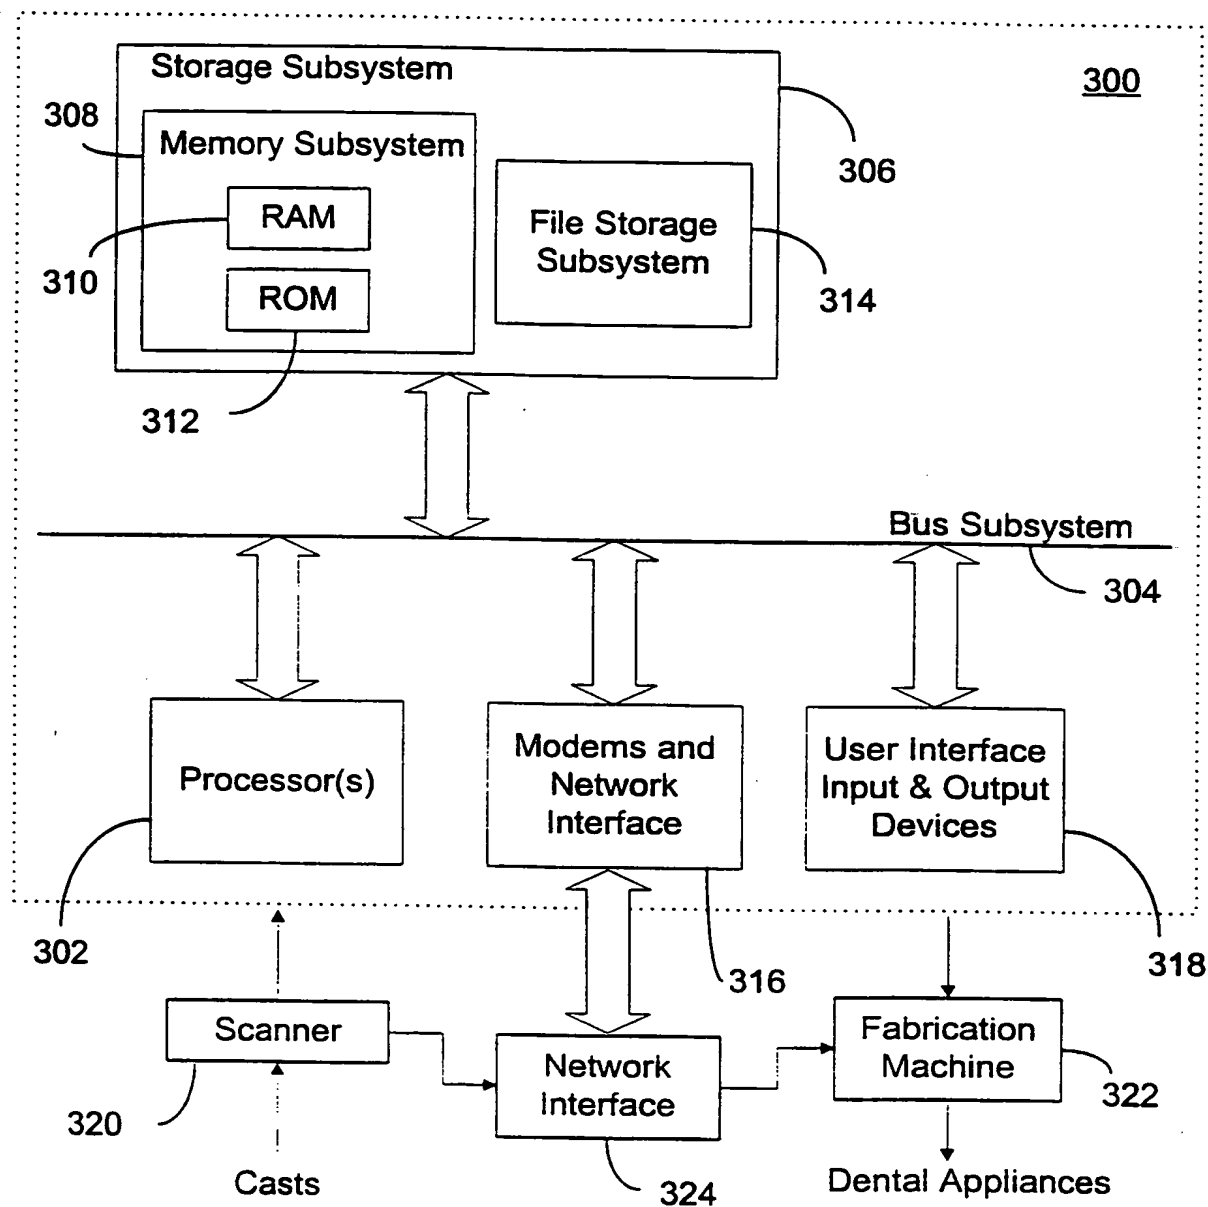 Storage Subsystem
300
308
Memory Subsystem
306
RAM
File Storage
Subsystem
310
ROM
314
312
Bus Subsystem
304
Processor(s)
Modems and
Network
Interface
User Interface
Input & Output
Devices
302
316
318
Scanner
Fabrication
Machine
Network
Interface
320
322
Casts
324
Dental Appliances